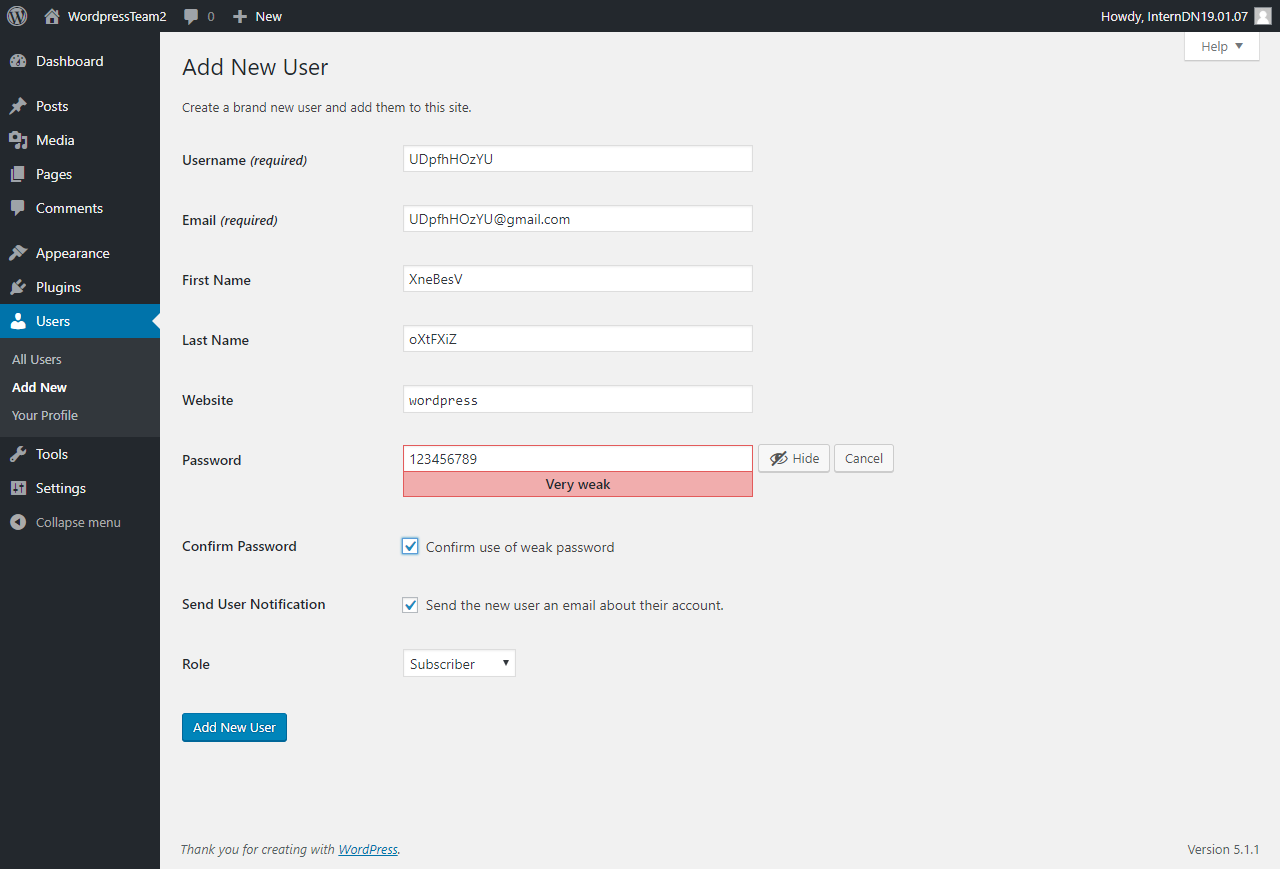 WordpressTeam2 0 New Howdy, InternDN19.01.07
Help
Dashboard
Posts
Media
Pages
Comments
Appearance
Plugins
Users
All Users
Add New
Your Profile
Tools
Settings
Collapse menu
Add New User
Create a brand new user and add them to this site.
Username (required) UDpfhHOzYU
Email (required) UDpfhHOzYU@gmail.com
First Name XneBesV
Last Name oXtFXiZ
Website wordpress
Password 123456789 Hide Cancel
Very weak
Confirm Password Confirm use of weak password
Send User Notification Send the new user an email about their account.
Role Subscriber
Add New User
Thank you for creating with WordPress. Version 5.1.1